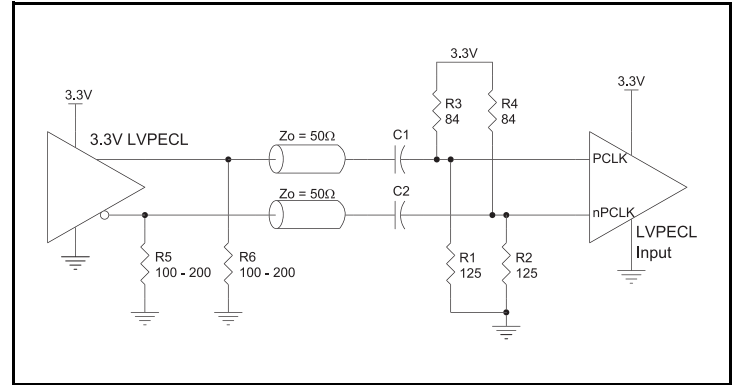 3.3V
3.3V
3.3V
3.3V LVPECL
R3
84
R4
84
Zo = 50Ω
C1
PCLK
Zo = 50Ω
C2
nPCLK
LVPECL
Input
R5
100 - 200
R6
100 - 200
R1
125
R2
125